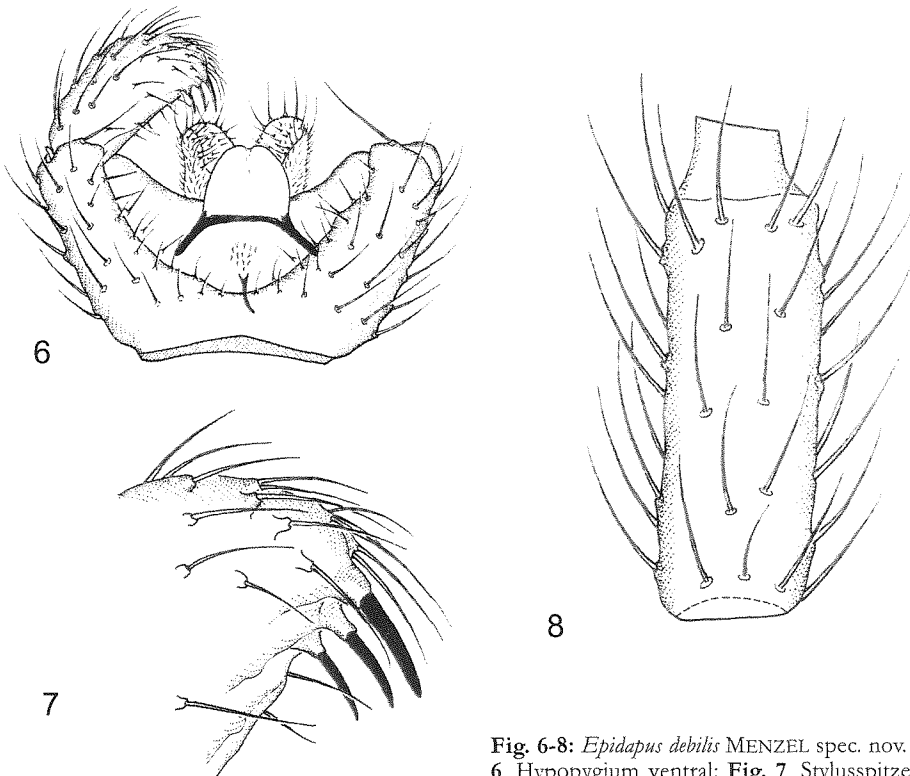 6
7
8
Fig. 6-8: Epidapus debilis MENZEL spec. nov.
6. Hypopygium ventral; Fig. 7. Stylusspitze